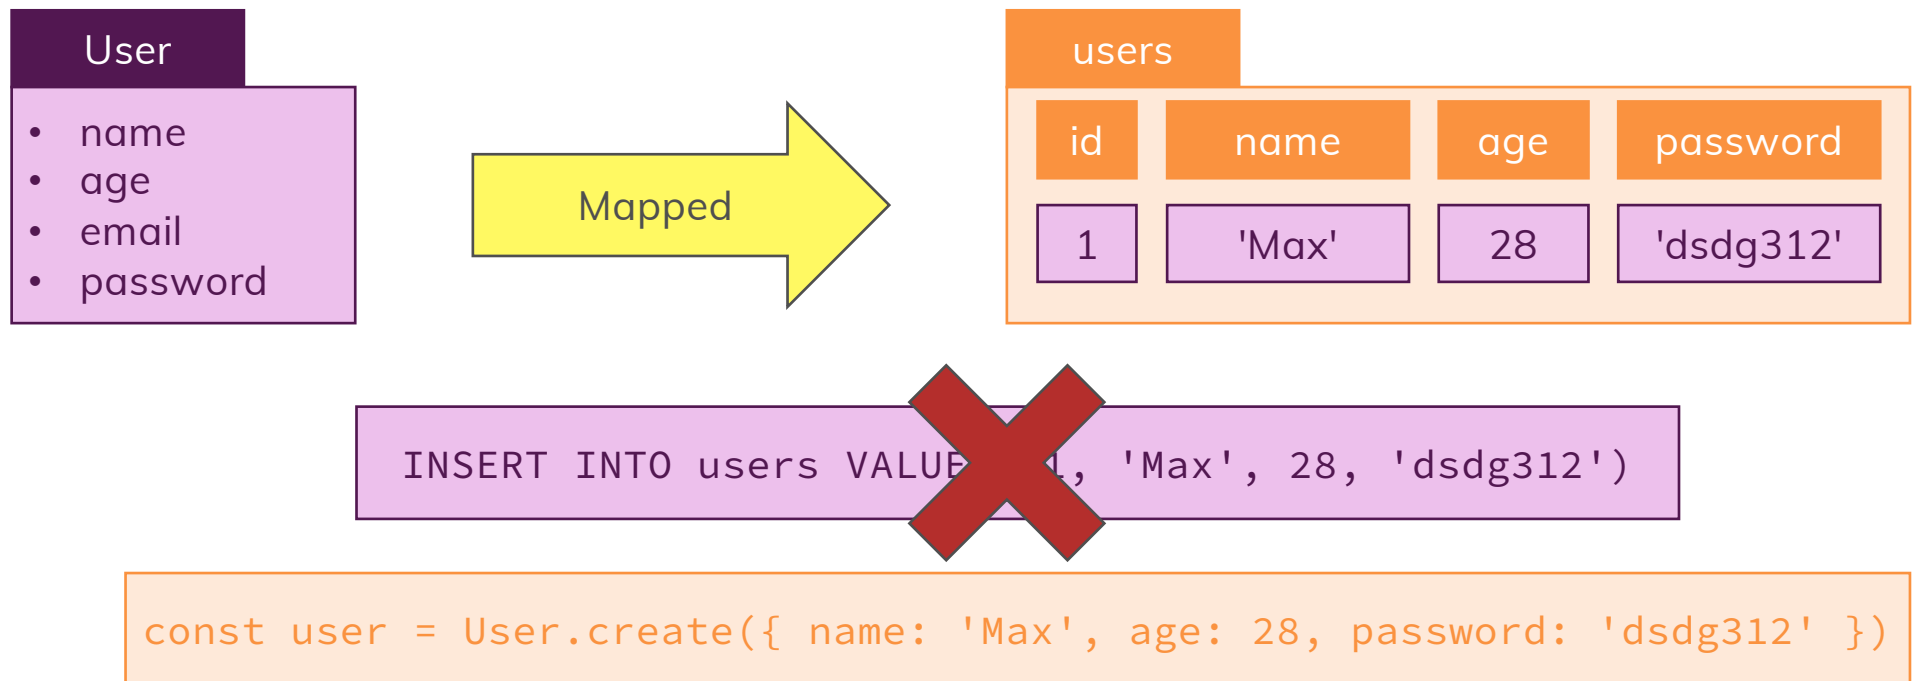 User
• name
• age
• email
• password
Mapped
users
id name age password
1 'Max' 28 'dsdg312'
INSERT INTO users VALUE 1, 'Max', 28, 'dsdg312')
const user = User.create({ name: 'Max', age: 28, password: 'dsdg312' })